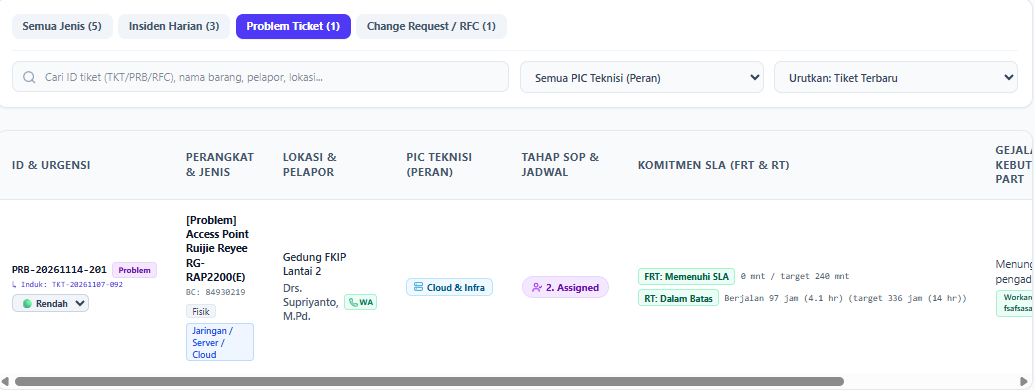 Semua Jenis (5)
Insiden Harian (3)
Problem Ticket (1)
Change Request / RFC (1)
Cari ID tiket (TKT/PRB/RFC), nama barang, pelapor, lokasi...
Semua PIC Teknisi (Peran)
Urutkan: Tiket Terbaru
ID & URGENSI
PERANGKAT
& JENIS
LOKASI &
PELAPOR
PIC TEKNISI
(PERAN)
TAHAP SOP &
JADWAL
KOMITMEN SLA (FRT & RT)
GEJAL
KEBUT
PART
PRB-20261114-201 Problem
↳ Induk: TKT-20261107-092
Rendah
[Problem]
Access Point
Ruijie Reyee
RG-
RAP2200(E)
BC: 84930219
Fisik
Jaringan /
Server /
Cloud
Gedung FKIP
Lantai 2
Drs.
Supriyanto,
M.Pd.
WA
Cloud & Infra
2. Assigned
FRT: Memenuhi SLA 0 mnt / target 240 mnt
RT: Dalam Batas Berjalan 97 jam (4.1 hr) (target 336 jam (14 hr))
Menung
pengad
Workar
fsafsasa